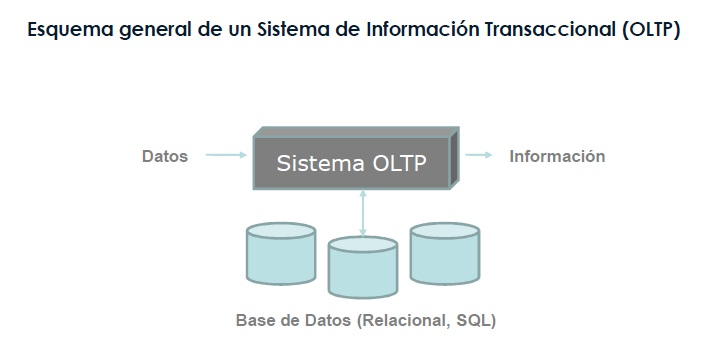 Esquema general de un Sistema de Información Transaccional (OLTP)
Datos
Sistema OLTP
Información
Base de Datos (Relacional, SQL)